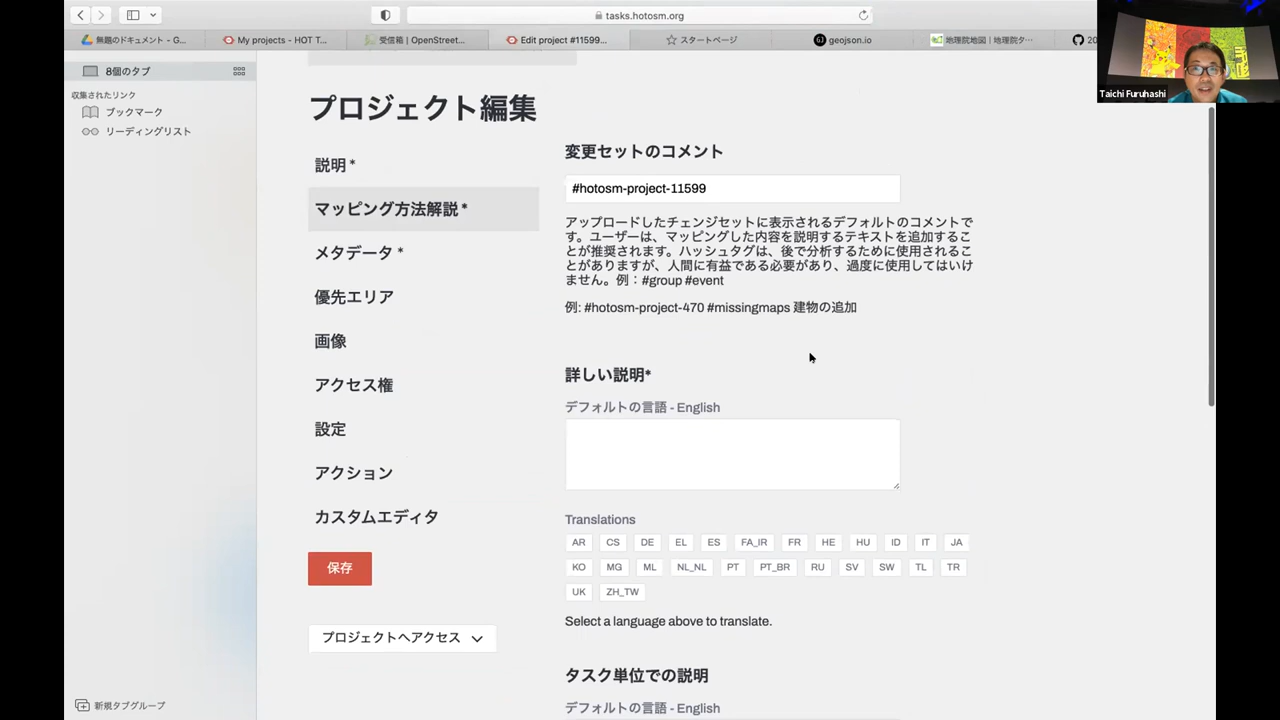 tasks.hotosm.org
無題のドキュメント - G...
My projects - HOT T...
受信箱 | OpenStreet...
Edit project #11599...
スタートページ
geojson.io
地理院地図 | 地理院タ...
20
8個のタブ
収集されたリンク
ブックマーク
リーディングリスト
新規タブグループ
Taichi Furuhashi
プロジェクト編集
説明 *
マッピング方法解説 *
メタデータ *
優先エリア
画像
アクセス権
設定
アクション
カスタムエディタ
保存
プロジェクトへアクセス
変更セットのコメント
#hotosm-project-11599
アップロードしたチェンジセットに表示されるデフォルトのコメントで
す。ユーザーは、マッピングした内容を説明するテキストを追加するこ
とが推奨されます。ハッシュタグは、後で分析するために使用されるこ
とがありますが、人間に有益である必要があり、過度に使用してはいけ
ません。例：#group #event
例: #hotosm-project-470 #missingmaps 建物の追加
詳しい説明*
デフォルトの言語 - English
Translations
AR CS DE EL ES FA_IR FR HE HU ID IT JA
KO MG ML NL_NL PT PT_BR RU SV SW TL TR
UK ZH_TW
Select a language above to translate.
タスク単位での説明
デフォルトの言語 - English